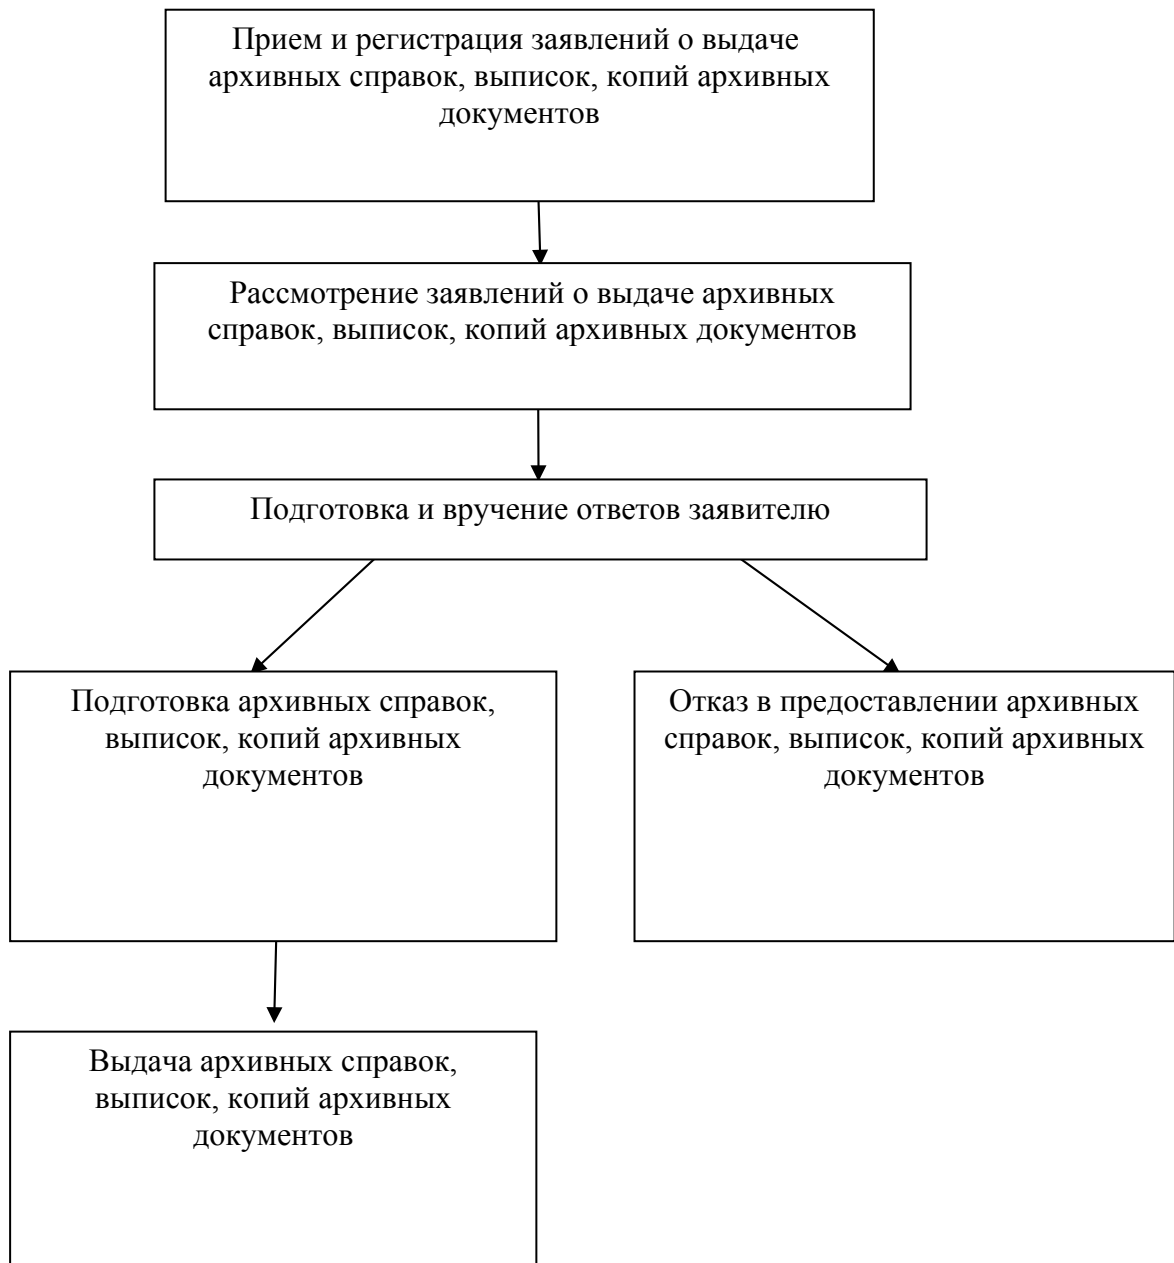 Прием и регистрация заявлений о выдаче
архивных справок, выписок, копий архивных
документов
Рассмотрение заявлений о выдаче архивных
справок, выписок, копий архивных документов
Подготовка и вручение ответов заявителю
Подготовка архивных справок,
выписок, копий архивных
документов
Отказ в предоставлении архивных
справок, выписок, копий архивных
документов
Выдача архивных справок,
выписок, копий архивных
документов